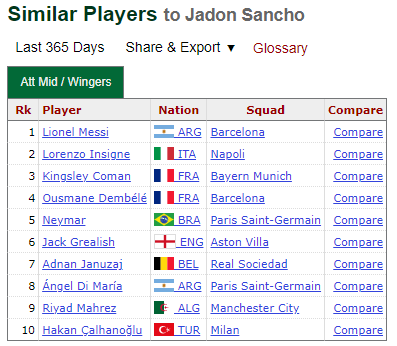 Similar Players to Jadon Sancho
Last 365 Days Share & Export ▼ Glossary
Att Mid / Wingers
Rk Player Nation Squad Compare
1 Lionel Messi ARG Barcelona Compare
2 Lorenzo Insigne ITA Napoli Compare
3 Kingsley Coman FRA Bayern Munich Compare
4 Ousmane Dembélé FRA Barcelona Compare
5 Neymar BRA Paris Saint-Germain Compare
6 Jack Grealish ENG Aston Villa Compare
7 Adnan Januzaj BEL Real Sociedad Compare
8 Ángel Di María ARG Paris Saint-Germain Compare
9 Riyad Mahrez ALG Manchester City Compare
10 Hakan Çalhanoğlu TUR Milan Compare